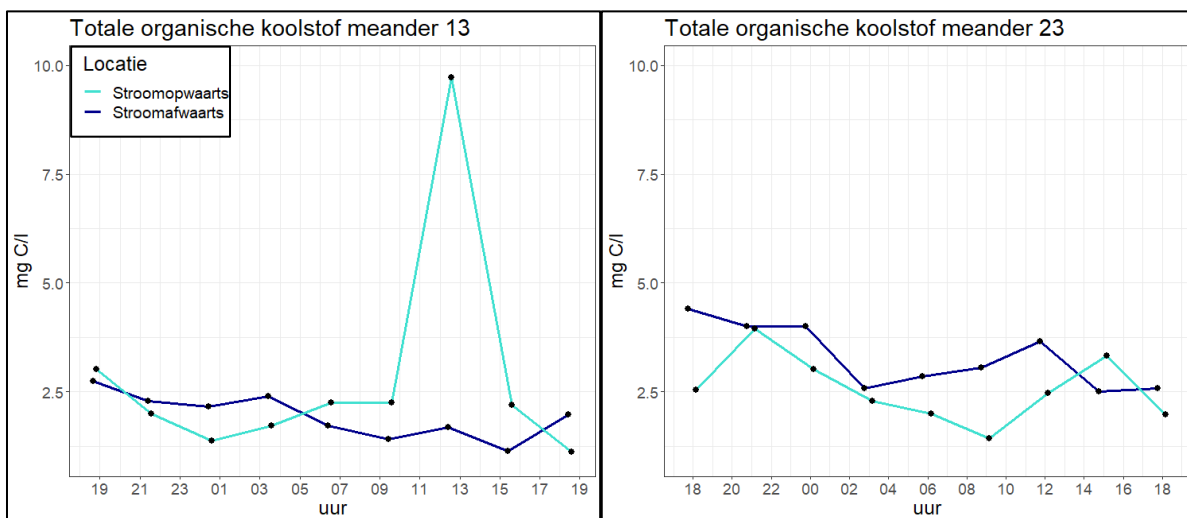 Totale organische koolstof meander 13
Locatie
Stroomopwaarts
Stroomafwaarts
10.0
7.5
5.0
2.5
mg C/l
19 21 23 01 03 05 07 09 11 13 15 17 19
uur
Totale organische koolstof meander 23
10.0
7.5
5.0
2.5
mg C/l
18 20 22 00 02 04 06 08 10 12 14 16 18
uur